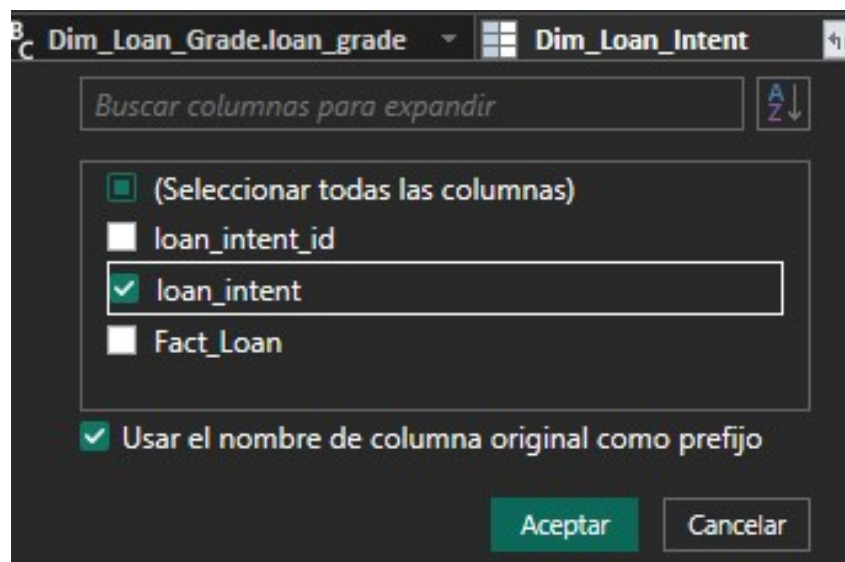 B
C Dim_Loan_Grade.loan_grade Dim_Loan_Intent
Buscar columnas para expandir
A
Z
(Seleccionar todas las columnas)
loan_intent_id
loan_intent
Fact_Loan
Usar el nombre de columna original como prefijo
Aceptar Cancelar